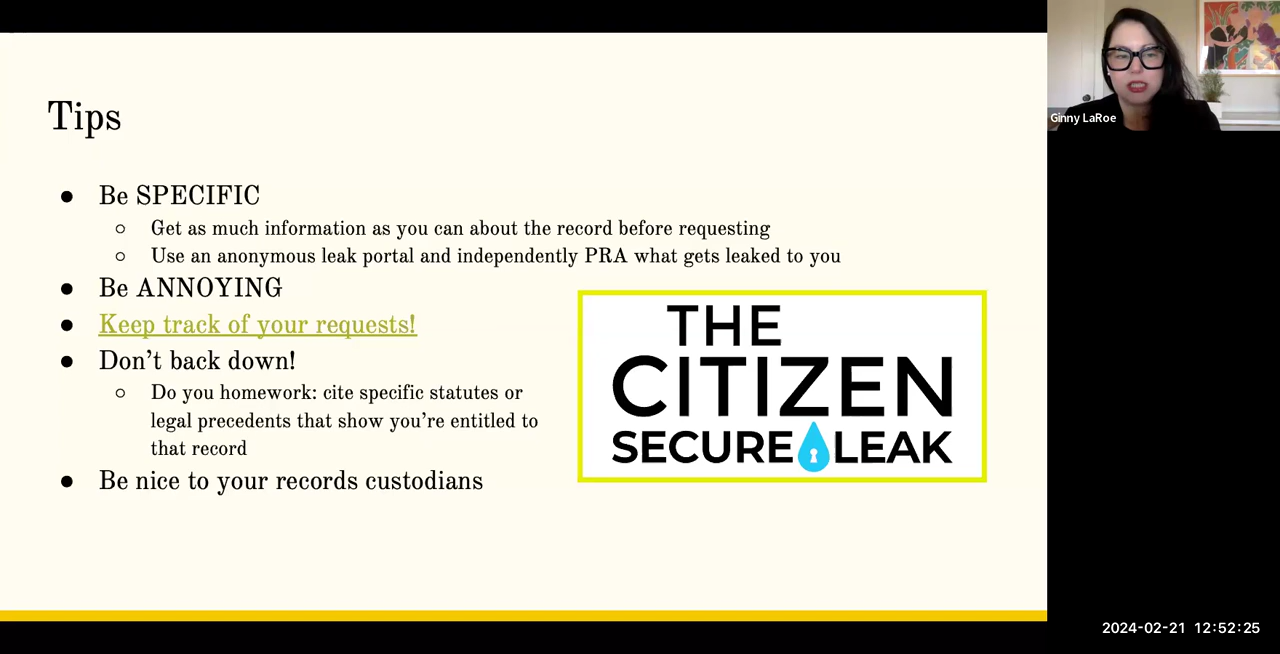 Tips
Be SPECIFIC
Get as much information as you can about the record before requesting
Use an anonymous leak portal and independently PRA what gets leaked to you
Be ANNOYING
Keep track of your requests!
Don’t back down!
Do you homework: cite specific statutes or
legal precedents that show you’re entitled to
that record
Be nice to your records custodians
THE
CITIZEN
SECURE LEAK
Ginny LaRoe
2024-02-21 12:52:25